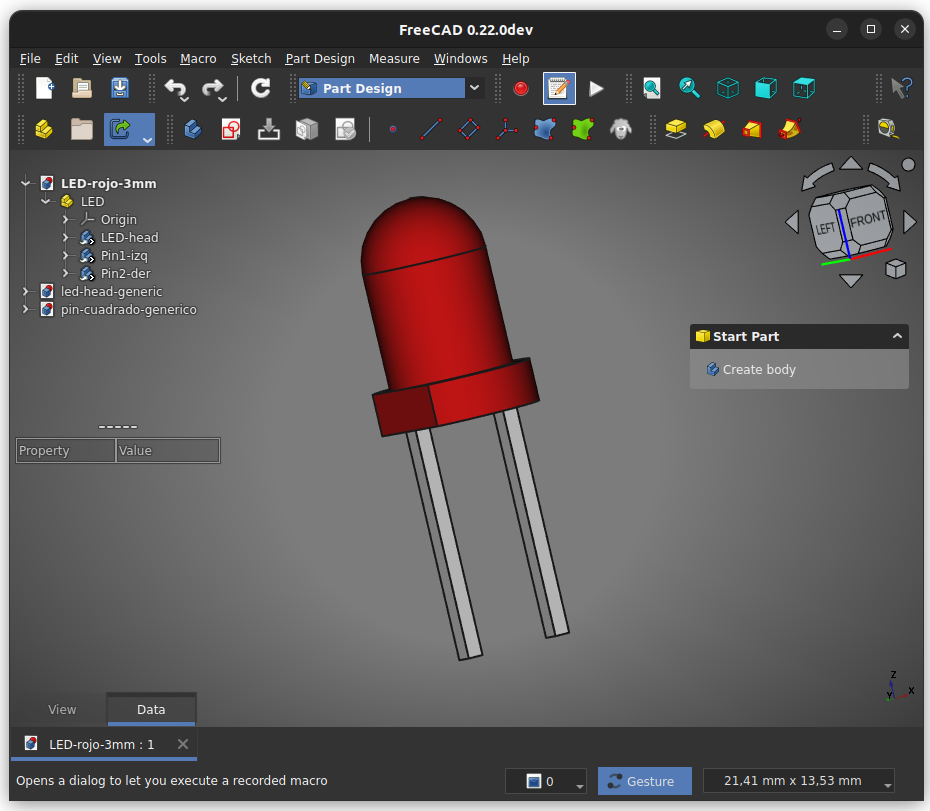 FreeCAD 0.22.0dev
File Edit View Tools Macro Sketch Part Design Measure Windows Help
Part Design
LED-rojo-3mm
LED
Origin
LED-head
Pin1-izq
Pin2-der
led-head-generic
pin-cuadrado-generico
LEFT FRONT
Start Part
Create body
Property Value
Z
Y X
View Data
LED-rojo-3mm : 1
Opens a dialog to let you execute a recorded macro 0 Gesture 21,41 mm x 13,53 mm